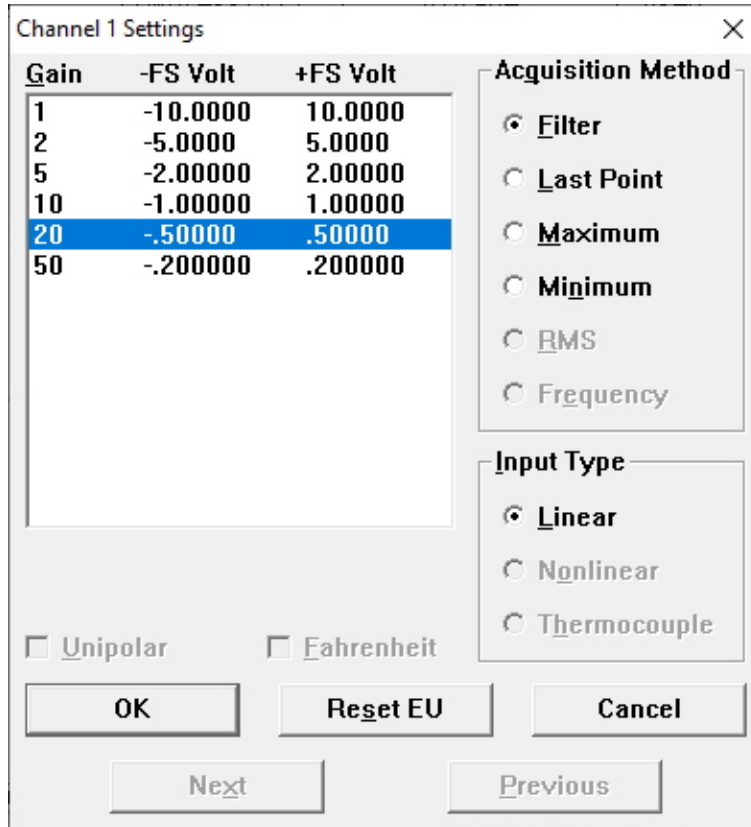 Channel 1 Settings
Gain -FS Volt +FS Volt
1 -10.0000 10.0000
2 -5.0000 5.0000
5 -2.00000 2.00000
10 -1.00000 1.00000
20 -.50000 .50000
50 -.200000 .200000
Acquisition Method
Filter
Last Point
Maximum
Minimum
RMS
Frequency
Input Type
Linear
Nonlinear
Thermocouple
Unipolar Fahrenheit
OK Reset EU Cancel
Next Previous